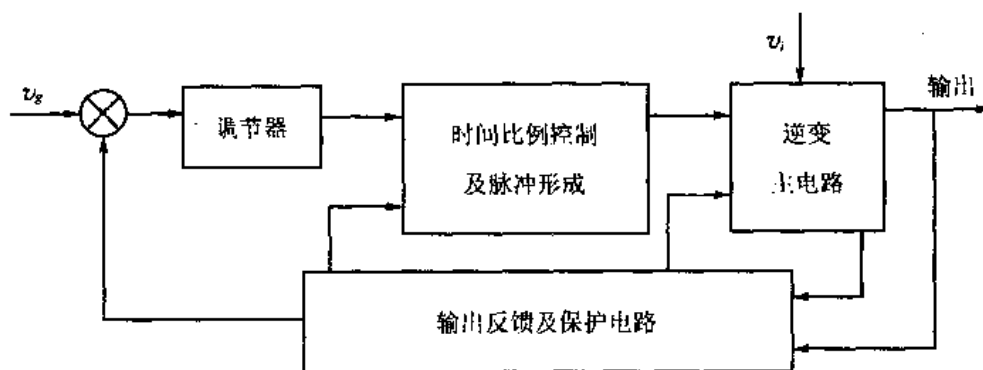 v_i
输出
v_g
调节器
时间比例控制
及脉冲形成
逆变
主电路
输出反馈及保护电路